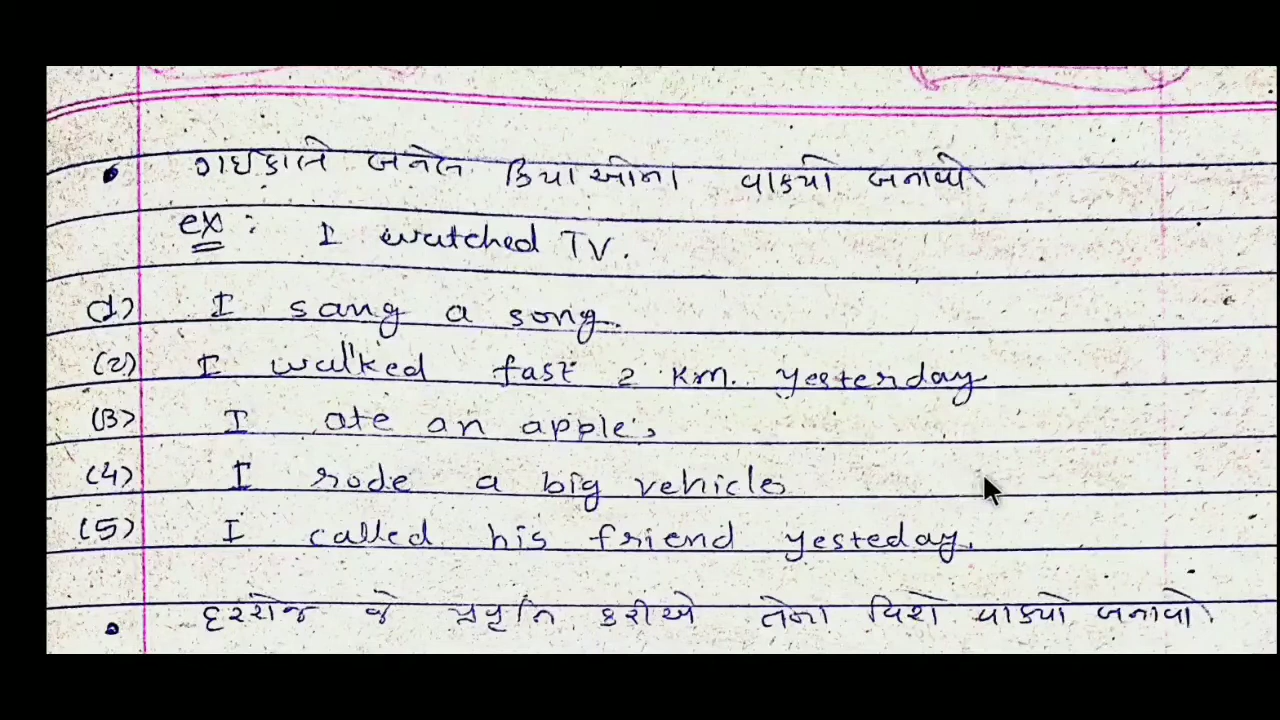 ગઈકાલે બનેલ ક્રિયાઓના વાક્યો બનાવો.
ex: I watched TV.
(1) I sang a song.
(2) I walked fast 2 KM. yesterday
(3) I ate an apple.
(4) I rode a big vehicle.
(5) I called his friend yesteday.
દરરોજ જે પ્રવૃત્તિ કરીએ તેના વિશે વાક્યો બનાવો.